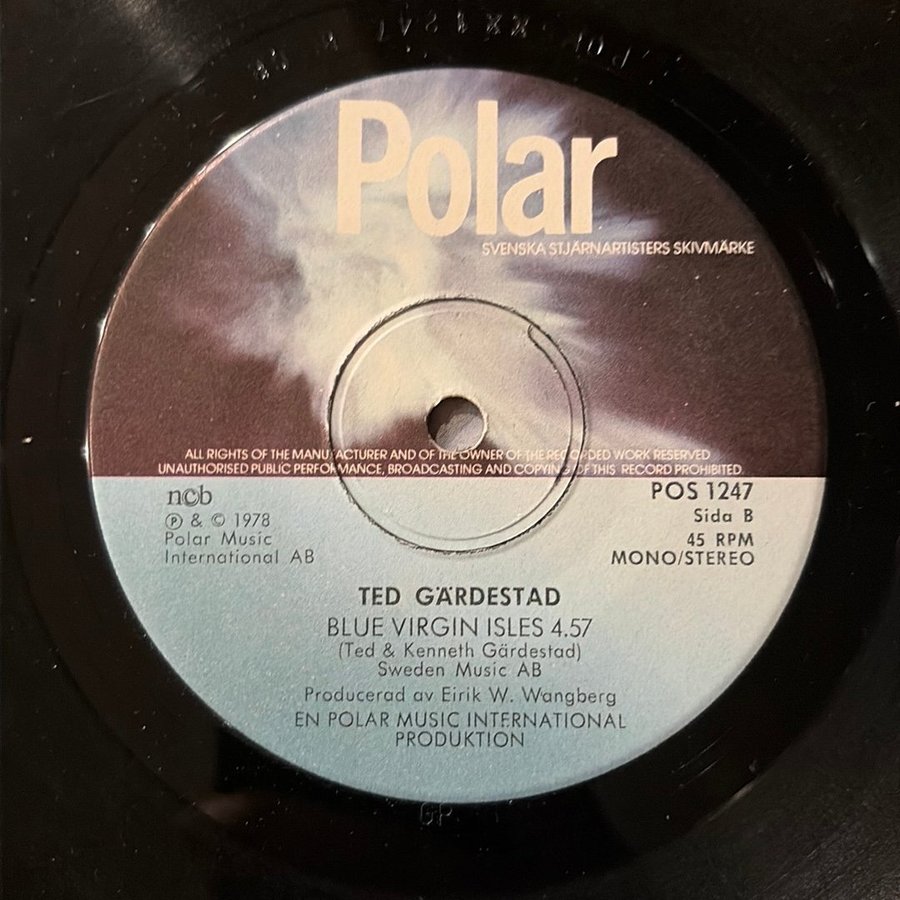 Polar
SVENSKA STJÄRNARTISTERS SKIVMÄRKE
ALL RIGHTS OF THE MANUFACTURER AND OF THE OWNER OF THE RECORDED WORK RESERVED
UNAUTHORISED PUBLIC PERFORMANCE, BROADCASTING AND COPYING OF THIS RECORD PROHIBITED.
ncb
Ⓟ & © 1978
Polar Music
International AB
POS 1247
Sida B
45 RPM
MONO/STEREO
TED GÄRDESTAD
BLUE VIRGIN ISLES 4.57
(Ted & Kenneth Gärdestad)
Sweden Music AB
Producerad av Eirik W. Wangberg
EN POLAR MUSIC INTERNATIONAL
PRODUKTION
GP